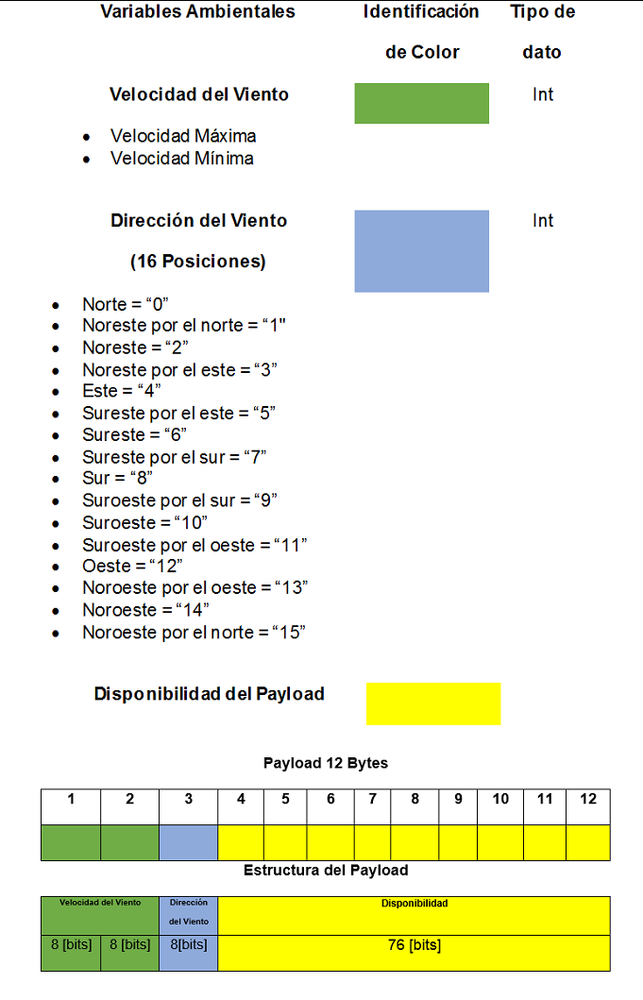 Variables Ambientales Identificación Tipo de
de Color dato
Velocidad del Viento Int
• Velocidad Máxima
• Velocidad Mínima
Dirección del Viento Int
(16 Posiciones)
• Norte = “0”
• Noreste por el norte = “1"
• Noreste = “2”
• Noreste por el este = “3”
• Este = “4”
• Sureste por el este = “5”
• Sureste = “6”
• Sureste por el sur = “7”
• Sur = “8”
• Suroeste por el sur = “9”
• Suroeste = “10”
• Suroeste por el oeste = “11”
• Oeste = “12”
• Noroeste por el oeste = “13”
• Noroeste = “14”
• Noroeste por el norte = “15”
Disponibilidad del Payload
Payload 12 Bytes
1 2 3 4 5 6 7 8 9 10 11 12
Estructura del Payload
Velocidad del Viento Dirección Disponibilidad
del Viento
8 [bits] 8 [bits] 8[bits] 76 [bits]